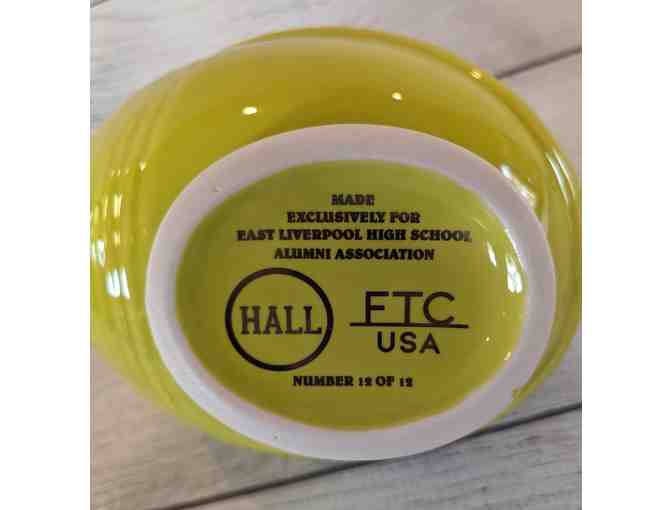 MADE
EXCLUSIVELY FOR
EAST LIVERPOOL HIGH SCHOOL
ALUMNI ASSOCIATION
HALL
FTC
USA
NUMBER 12 OF 12